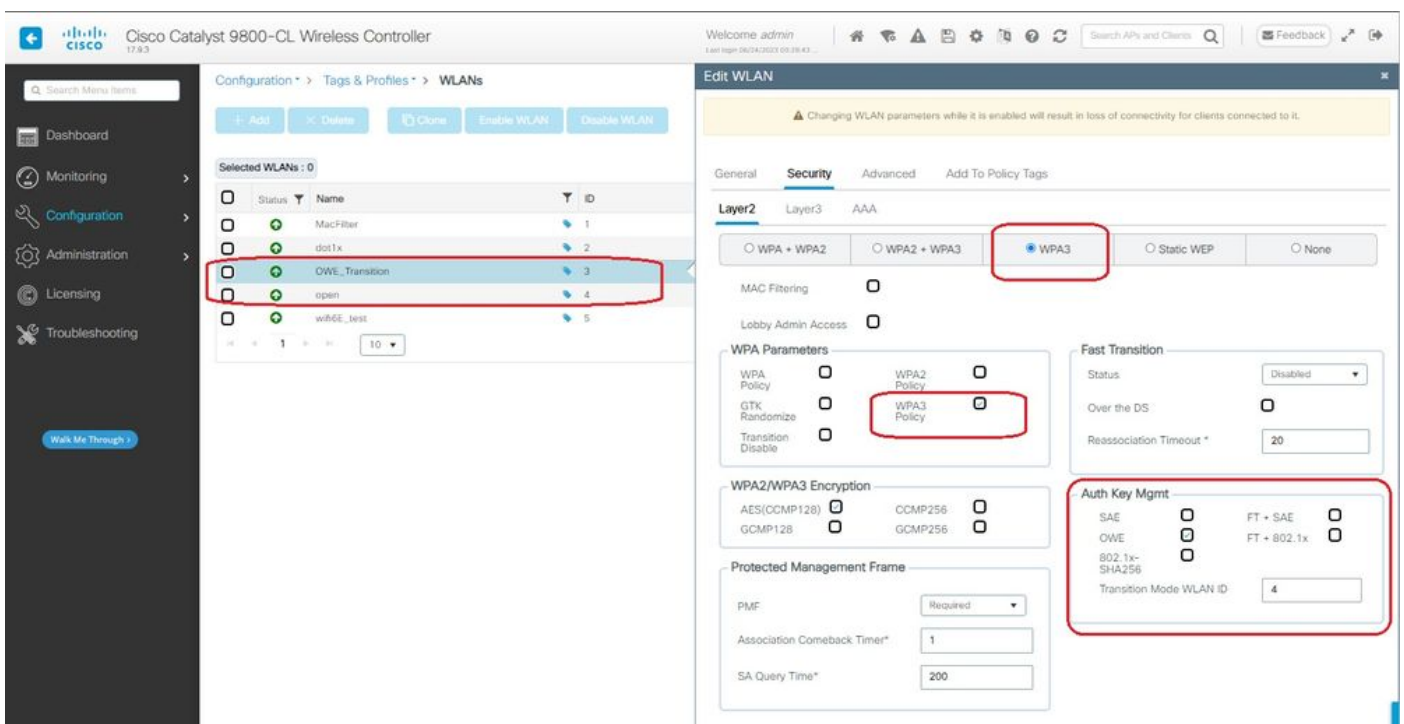 CISCO
Cisco Catalyst 9800-CL Wireless Controller
17.9.3
Welcome admin
Search APs and Clients
Feedback
Search Menu Items
Dashboard
Monitoring
Configuration
Administration
Licensing
Troubleshooting
Walk Me Through >
Configuration > Tags & Profiles > WLANs
+ Add
× Delete
Clone
Enable WLAN
Disable WLAN
Selected WLANs : 0
Status Name ID
MacFilter 1
dot1x 2
OWE_Transition 3
open 4
wifi6E_test 5
1 10
Edit WLAN
Changing WLAN parameters while it is enabled will result in loss of connectivity for clients connected to it.
General Security Advanced Add To Policy Tags
Layer2 Layer3 AAA
WPA + WPA2 WPA2 + WPA3 WPA3 Static WEP None
MAC Filtering
Lobby Admin Access
WPA Parameters
WPA Policy
WPA2 Policy
GTK Randomize
WPA3 Policy
Transition Disable
Fast Transition
Status Disabled
Over the DS
Reassociation Timeout * 20
WPA2/WPA3 Encryption
AES(CCMP128) CCMP256
GCMP128 GCMP256
Auth Key Mgmt
SAE FT + SAE
OWE FT + 802.1x
802.1x-SHA256
Transition Mode WLAN ID 4
Protected Management Frame
PMF Required
Association Comeback Timer* 1
SA Query Time* 200